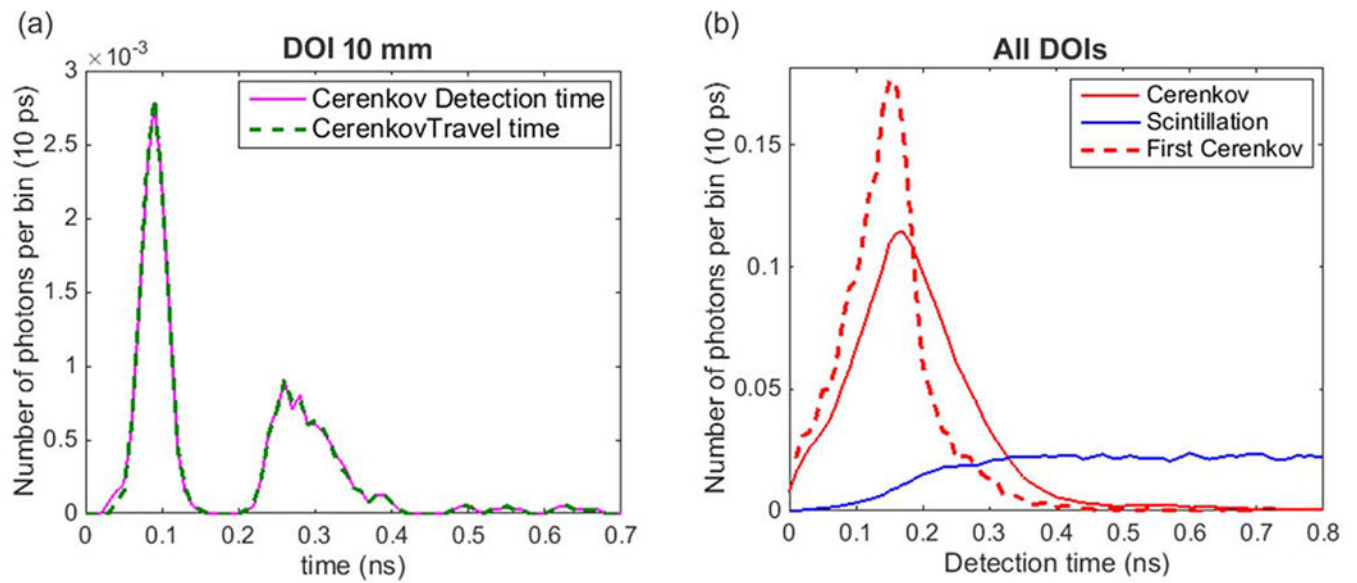 (a)
DOI 10 mm
× 10⁻³
3
2.5
2
1.5
1
0.5
0
Number of photons per bin (10 ps)
Cerenkov Detection time
CerenkovTravel time
0 0.1 0.2 0.3 0.4 0.5 0.6 0.7
time (ns)
(b)
All DOIs
0.15
0.1
0.05
0
Number of photons per bin (10 ps)
Cerenkov
Scintillation
First Cerenkov
0 0.1 0.2 0.3 0.4 0.5 0.6 0.7 0.8
Detection time (ns)